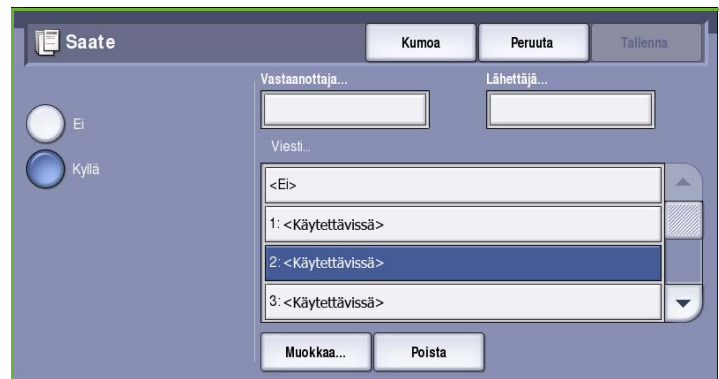 Saate
Kumoa
Peruuta
Tallenna
Vastaanottaja...
Lähettäjä...
Ei
Kyllä
Viesti...
<Ei>
1: <Käytettävissä>
2: <Käytettävissä>
3: <Käytettävissä>
Muokkaa...
Poista